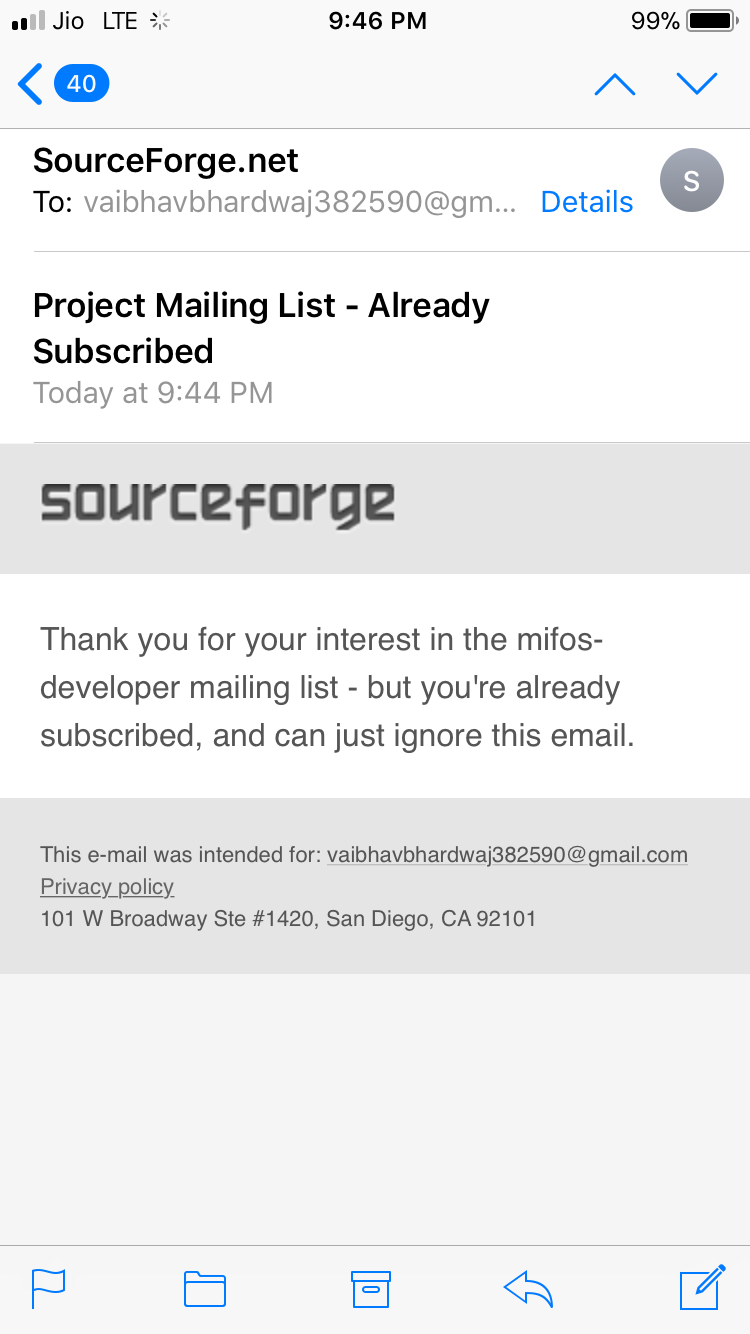 Jio LTE 9:46 PM 99%
40
SourceForge.net
To: vaibhavbhardwaj382590@gm... Details
S
Project Mailing List - Already
Subscribed
Today at 9:44 PM
sourceforge
Thank you for your interest in the mifos-
developer mailing list - but you're already
subscribed, and can just ignore this email.
This e-mail was intended for: vaibhavbhardwaj382590@gmail.com
Privacy policy
101 W Broadway Ste #1420, San Diego, CA 92101